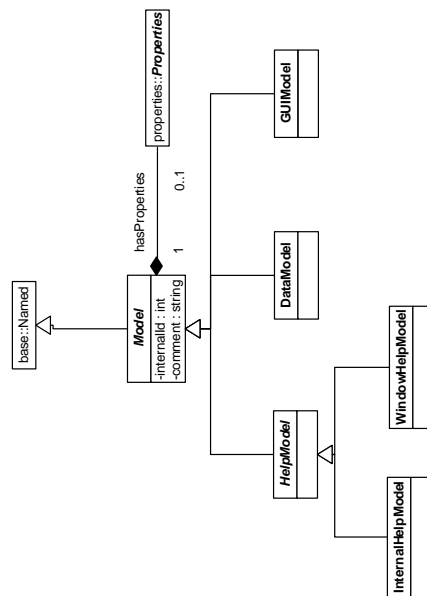 base::Named
Model
-internalId : int
-comment : string
hasProperties
1
0..1
properties::Properties
HelpModel
DataModel
GUIModel
InternalHelpModel
WindowHelpModel